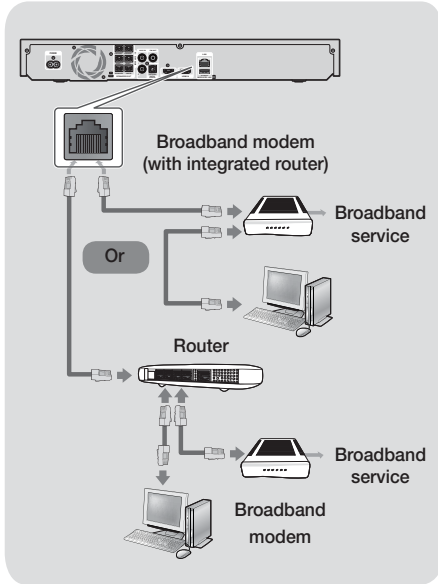 Broadband modem
(with integrated router)
Broadband
service
Or
Router
Broadband
service
Broadband
modem